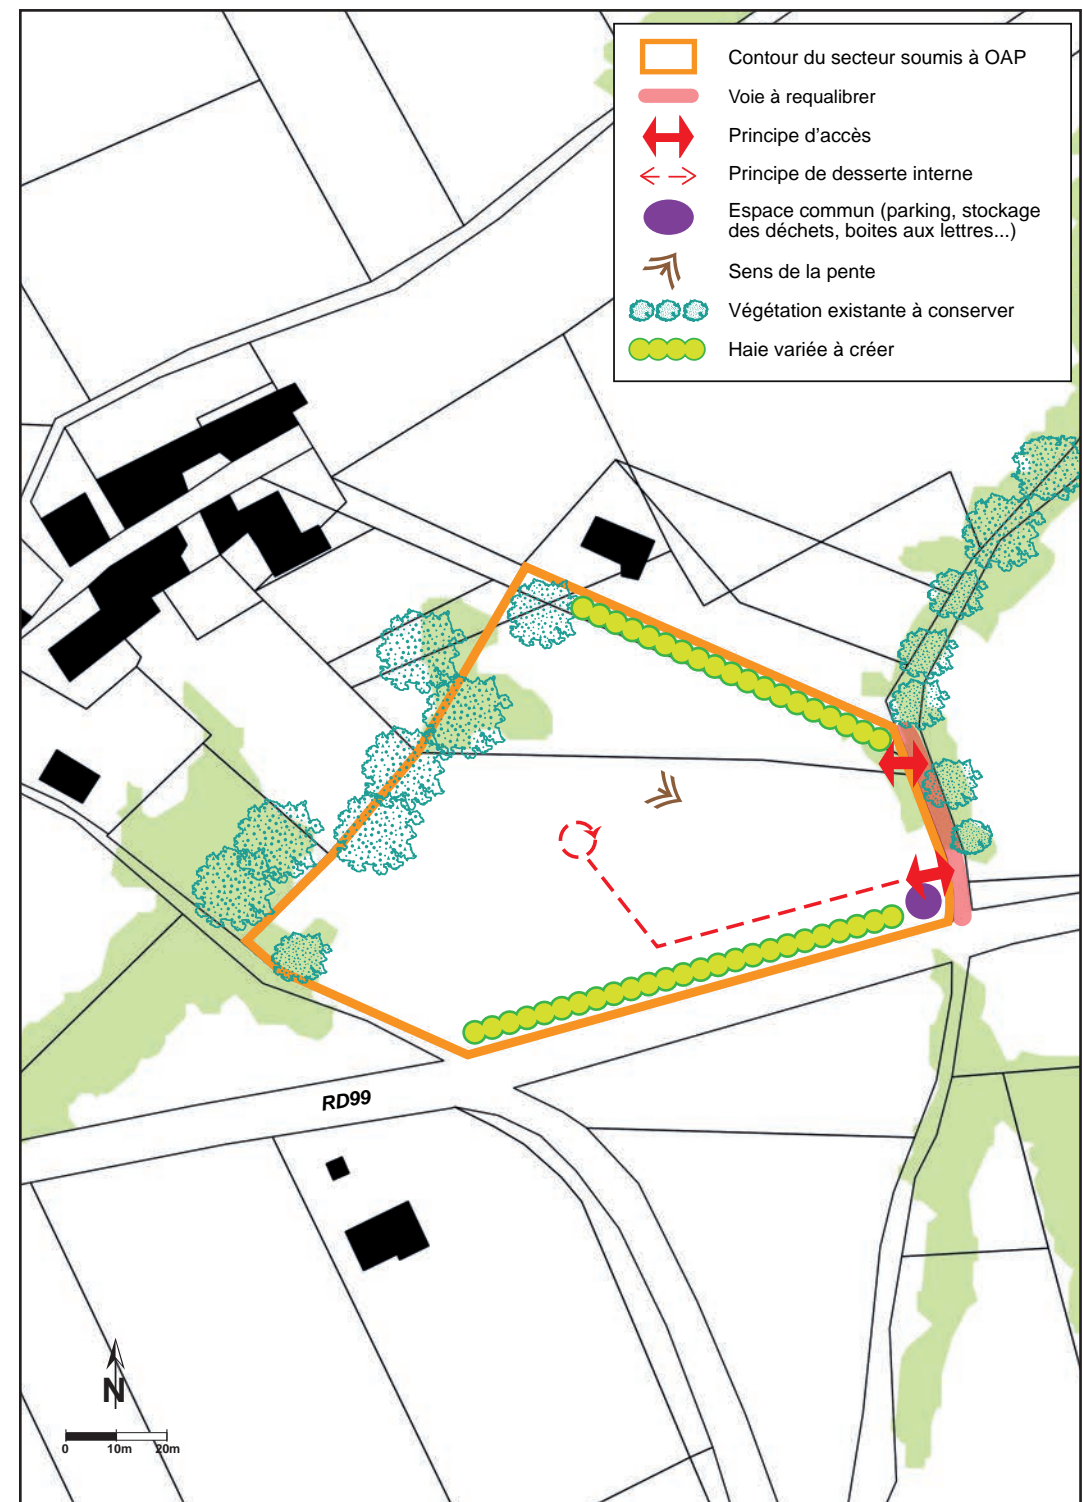 Contour du secteur soumis à OAP
Voie à requalibrer
Principe d'accès
Principe de desserte interne
Espace commun (parking, stockage
des déchets, boites aux lettres...)
Sens de la pente
Végétation existante à conserver
Haie variée à créer
RD99
N
0 10m 20m